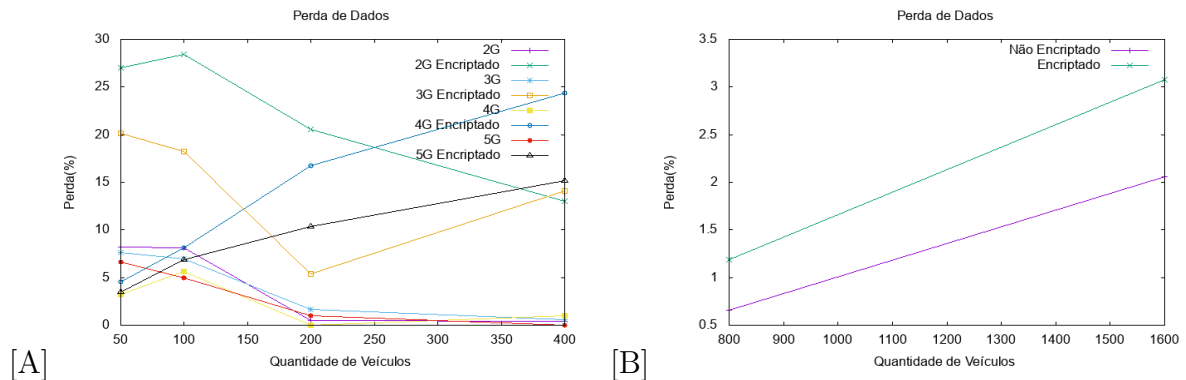 Perda de Dados
30
25
20
15
10
5
0
50 100 150 200 250 300 350 400
Perda(%)
Quantidade de Veículos
2G
2G Encriptado
3G
3G Encriptado
4G
4G Encriptado
5G
5G Encriptado
[A]
Perda de Dados
3.5
3
2.5
2
1.5
1
0.5
800 900 1000 1100 1200 1300 1400 1500 1600
Perda(%)
Quantidade de Veículos
Não Encriptado
Encriptado
[B]